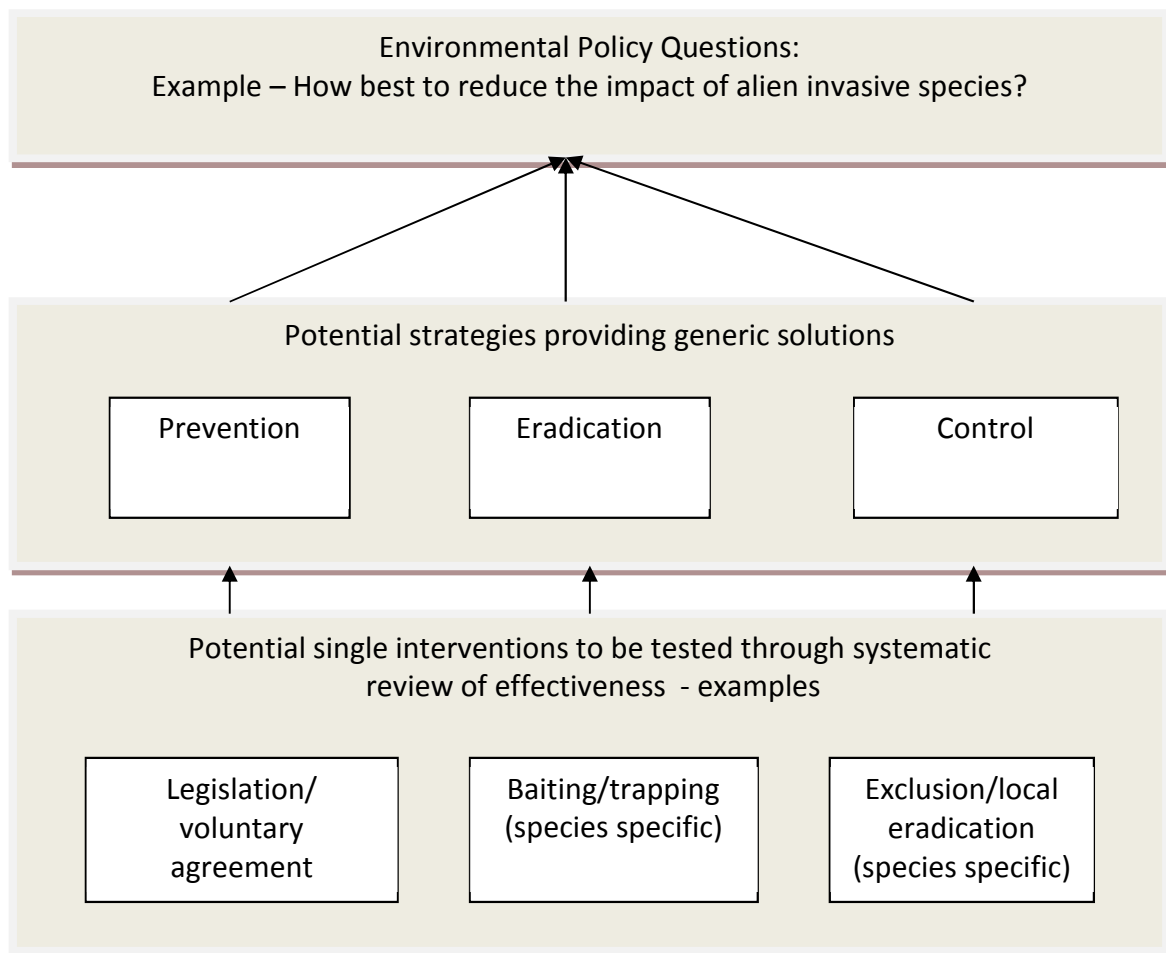 Environmental Policy Questions:
Example – How best to reduce the impact of alien invasive species?
Potential strategies providing generic solutions
Prevention
Eradication
Control
Potential single interventions to be tested through systematic
review of effectiveness  - examples
Legislation/
voluntary
agreement
Baiting/trapping
(species specific)
Exclusion/local
eradication
(species specific)